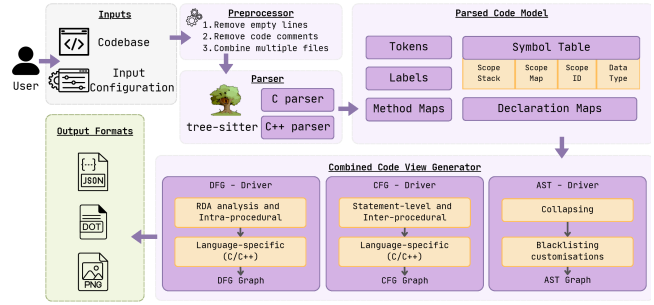 Inputs
Codebase
Input
Configuration
User
Preprocessor
1.Remove empty lines
2.Remove code comments
3.Combine multiple files
Parser
tree-sitter
C parser
C++ parser
Parsed Code Model
Tokens
Labels
Method Maps
Symbol Table
Scope
Stack
Scope
Map
Scope
ID
Data
Type
Declaration Maps
Combined Code View Generator
DFG - Driver
RDA analysis and
Intra-procedural
Language-specific
(C/C++)
DFG Graph
CFG - Driver
Statement-level and
Inter-procedural
Language-specific
(C/C++)
CFG Graph
AST - Driver
Collapsing
Blacklisting
customisations
AST Graph
Output Formats
{...}
JSON
DOT
PNG